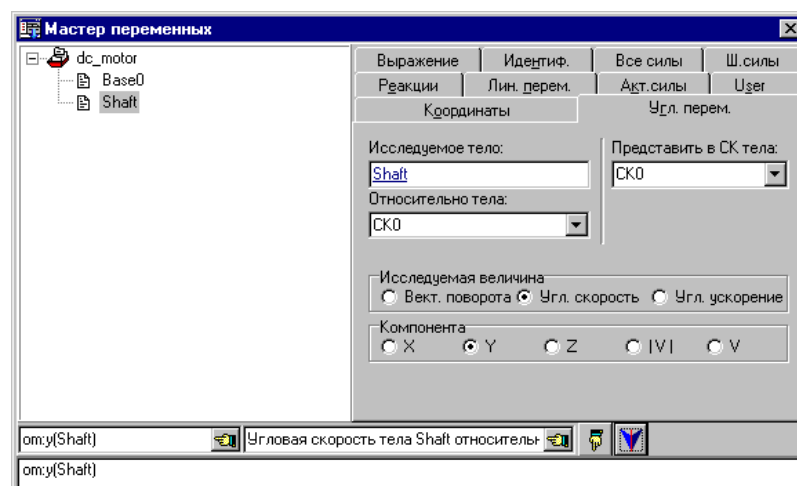 Мастер переменных
dc_motor
Base0
Shaft
Выражение Идентиф. Все силы Ш.силы
Реакции Лин. перем. Акт.силы User
Координаты Угл. перем.
Исследуемое тело: Представить в СК тела:
Shaft СК0
Относительно тела:
СК0
Исследуемая величина
Вект. поворота Угл. скорость Угл. ускорение
Компонента
X Y Z |V| V
om:y(Shaft) Угловая скорость тела Shaft относительн
om:y(Shaft)